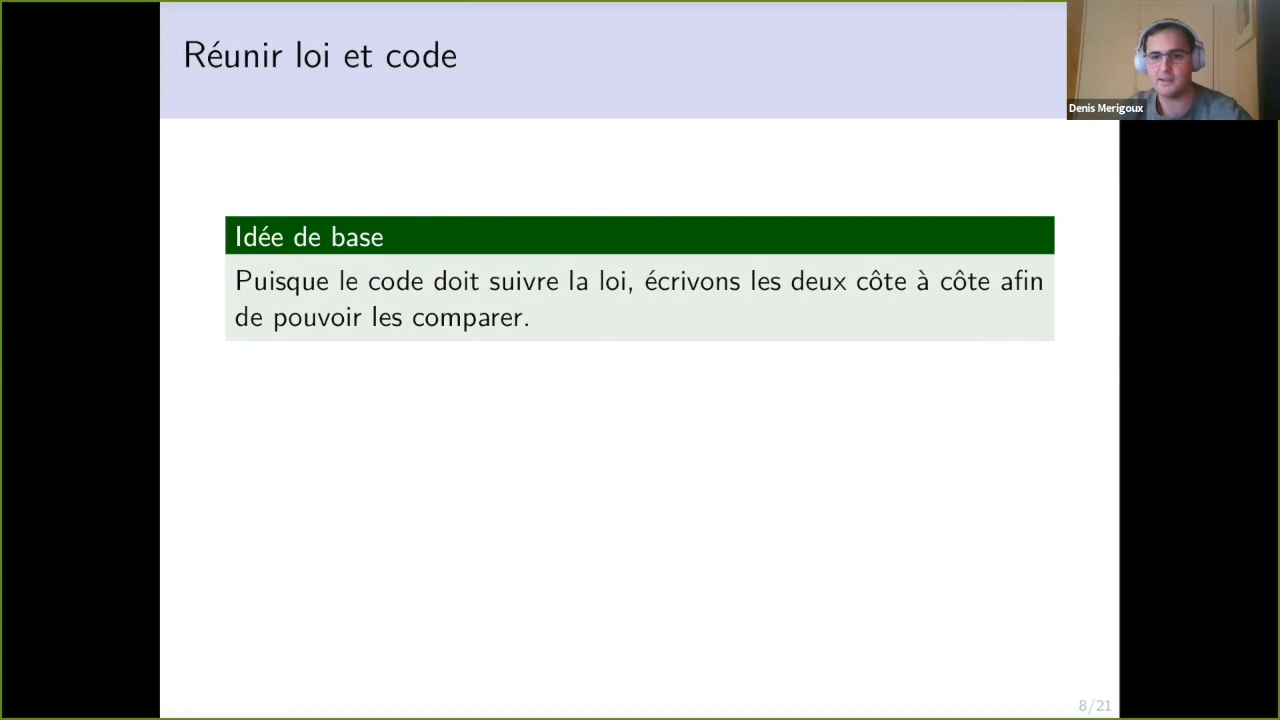 Réunir loi et code
Denis Merigoux
Idée de base
Puisque le code doit suivre la loi, écrivons les deux côte à côte afin
de pouvoir les comparer.
8/21